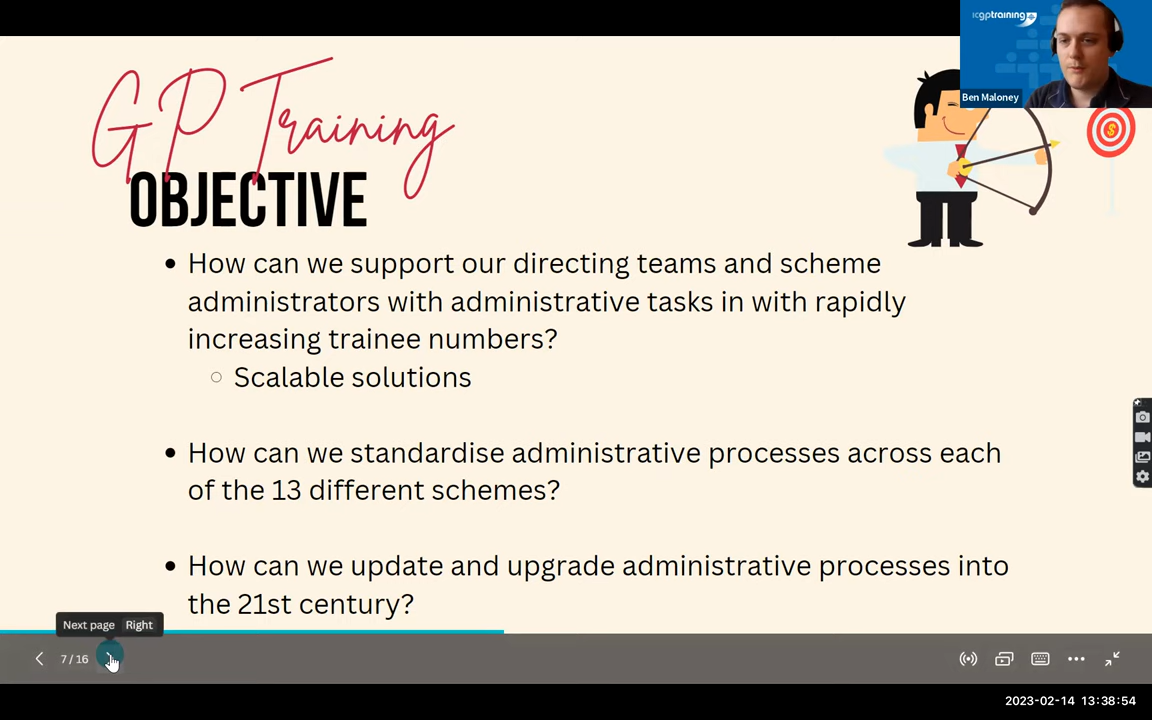 icgptraining
Ben Maloney
GP Training
OBJECTIVE
$
• How can we support our directing teams and scheme
administrators with administrative tasks in with rapidly
increasing trainee numbers?
○ Scalable solutions
• How can we standardise administrative processes across each
of the 13 different schemes?
• How can we update and upgrade administrative processes into
the 21st century?
Next page Right
7 / 16
2023-02-14 13:38:54